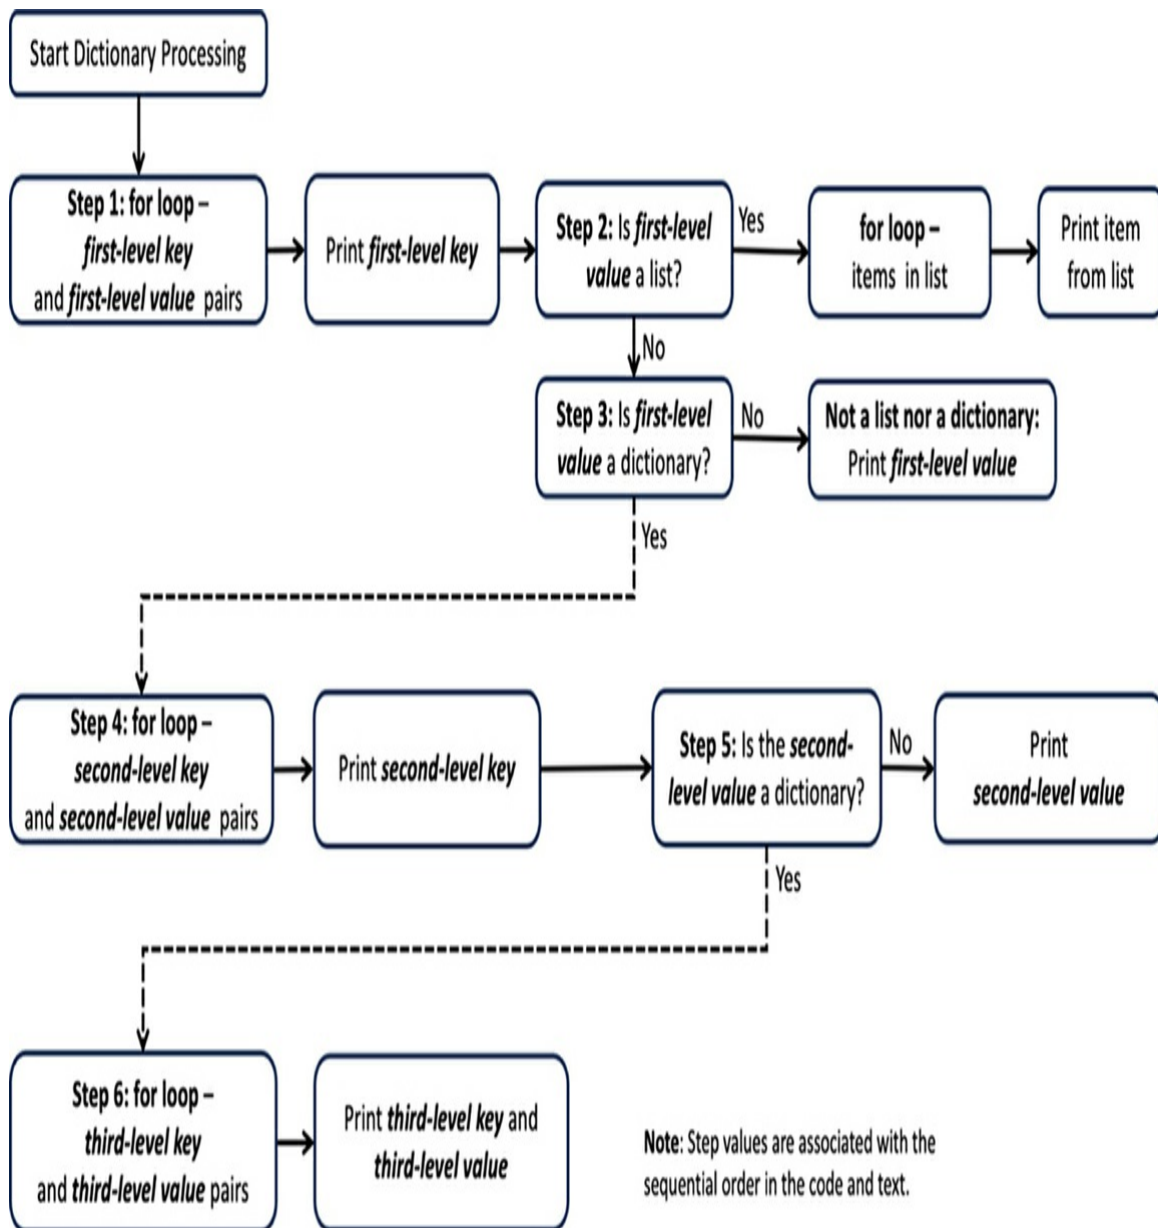 Start Dictionary Processing
Step 1: for loop –
first-level key
and first-level value pairs
Print first-level key
Step 2: Is first-level
value a list?
Yes
for loop –
items in list
Print item
from list
No
Step 3: Is first-level
value a dictionary?
No
Not a list nor a dictionary:
Print first-level value
Yes
Step 4: for loop –
second-level key
and second-level value pairs
Print second-level key
Step 5: Is the second-
level value a dictionary?
No
Print
second-level value
Yes
Step 6: for loop –
third-level key
and third-level value pairs
Print third-level key and
third-level value
Note: Step values are associated with the
sequential order in the code and text.